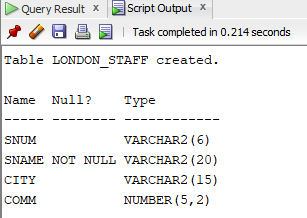 Query Result x Script Output x
Task completed in 0.214 seconds
Table LONDON_STAFF created.
Name Null? Type
----- -------- ------------
SNUM VARCHAR2(6)
SNAME NOT NULL VARCHAR2(20)
CITY VARCHAR2(15)
COMM NUMBER(5,2)